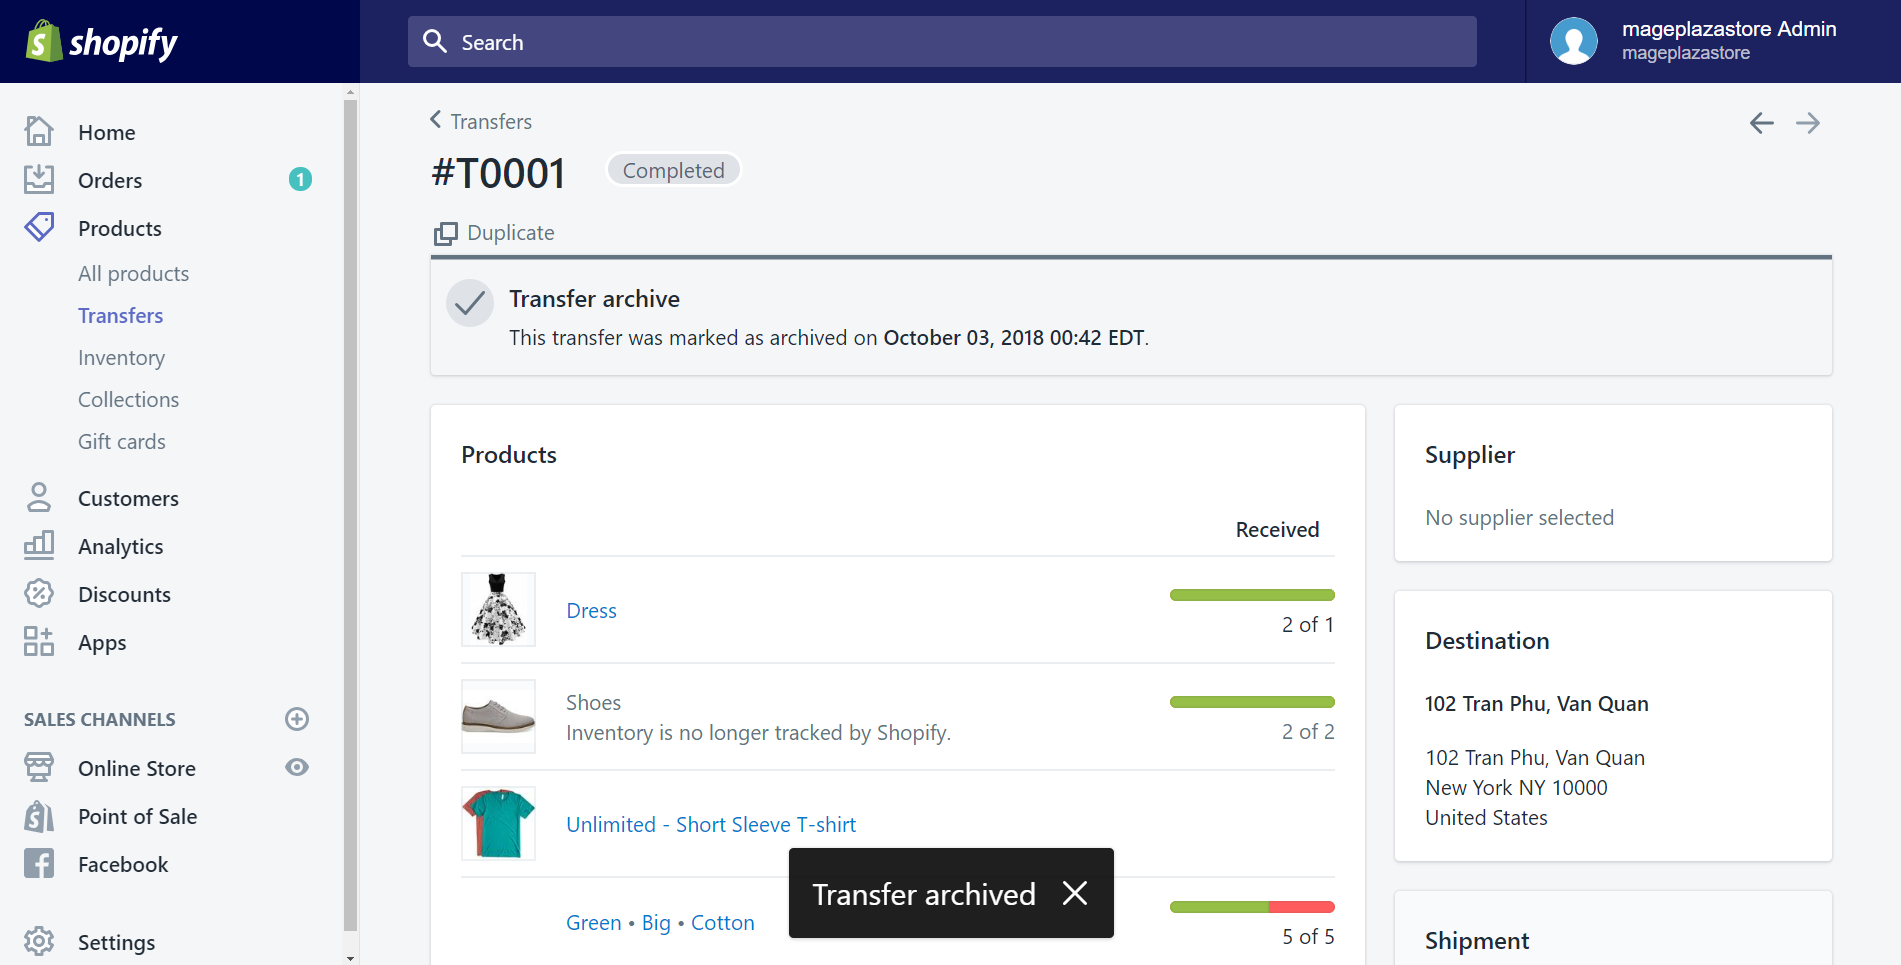 shopify
Search
mageplazastore Admin
mageplazastore
Home
Orders
1
Products
All products
Transfers
Inventory
Collections
Gift cards
Customers
Analytics
Discounts
Apps
SALES CHANNELS
Online Store
Point of Sale
Facebook
Settings
Transfers
#T0001
Completed
Duplicate
Transfer archive
This transfer was marked as archived on October 03, 2018 00:42 EDT.
Products
Received
Dress
2 of 1
Shoes
Inventory is no longer tracked by Shopify.
2 of 2
Unlimited - Short Sleeve T-shirt
Green • Big • Cotton
5 of 5
Transfer archived
Supplier
No supplier selected
Destination
102 Tran Phu, Van Quan
102 Tran Phu, Van Quan
New York NY 10000
United States
Shipment